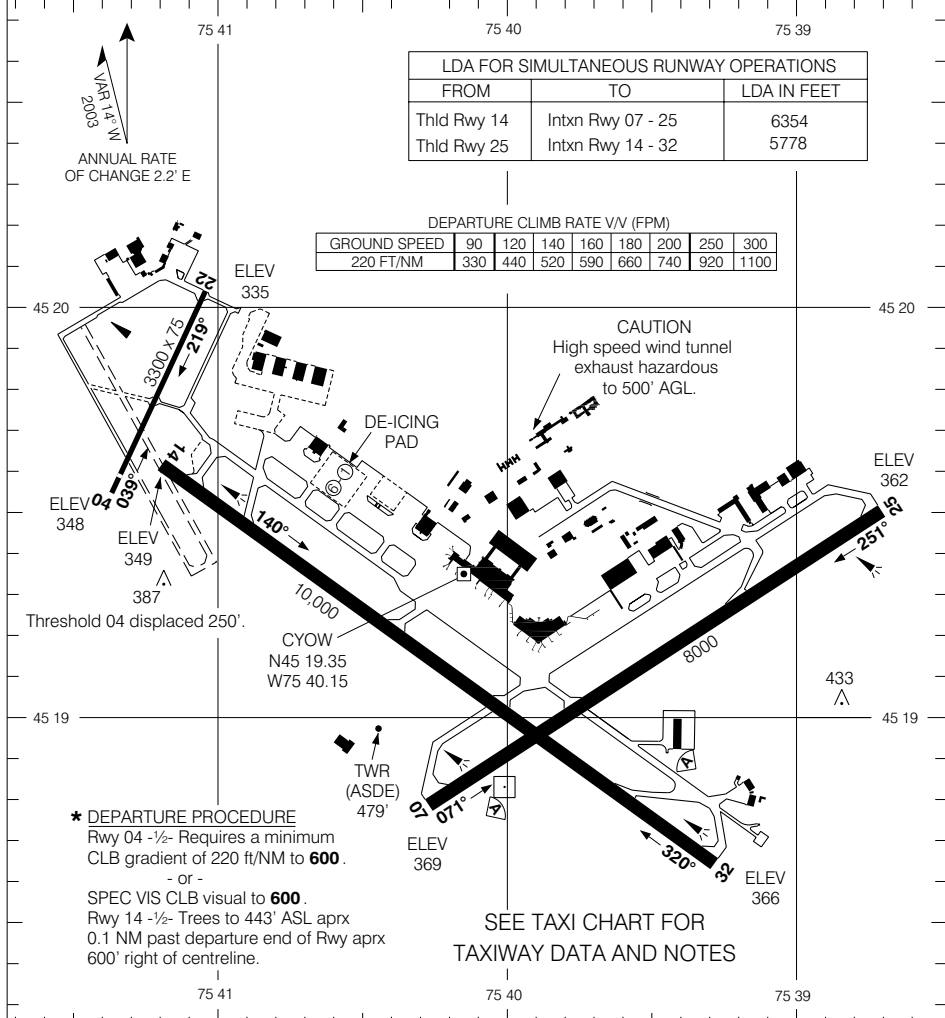 75 41
75 40
75 39
VAR 14° W
2003
ANNUAL RATE
OF CHANGE 2.2' E
LDA FOR SIMULTANEOUS RUNWAY OPERATIONS
FROM TO LDA IN FEET
Thld Rwy 14 Intxn Rwy 07 - 25 6354
Thld Rwy 25 Intxn Rwy 14 - 32 5778
DEPARTURE CLIMB RATE V/V (FPM)
GROUND SPEED 90 120 140 160 180 200 250 300
220 FT/NM 330 440 520 590 660 740 920 1100
22
ELEV
335
45 20
45 20
3300 x 75
219°
CAUTION
High speed wind tunnel
exhaust hazardous
to 500' AGL.
DE-ICING
PAD
1
6
14
04
039°
ELEV
348
ELEV
349
387
Threshold 04 displaced 250'.
140°
10,000
ELEV
362
25
251°
8000
CYOW
N45 19.35
W75 40.15
433
45 19
45 19
TWR
(ASDE)
479'
A
A
07
071°
ELEV
369
320°
32
ELEV
366
* DEPARTURE PROCEDURE
Rwy 04 -½- Requires a minimum
CLB gradient of 220 ft/NM to 600.
- or -
SPEC VIS CLB visual to 600.
Rwy 14 -½- Trees to 443' ASL aprx
0.1 NM past departure end of Rwy aprx
600' right of centreline.
SEE TAXI CHART FOR
TAXIWAY DATA AND NOTES
75 41
75 40
75 39